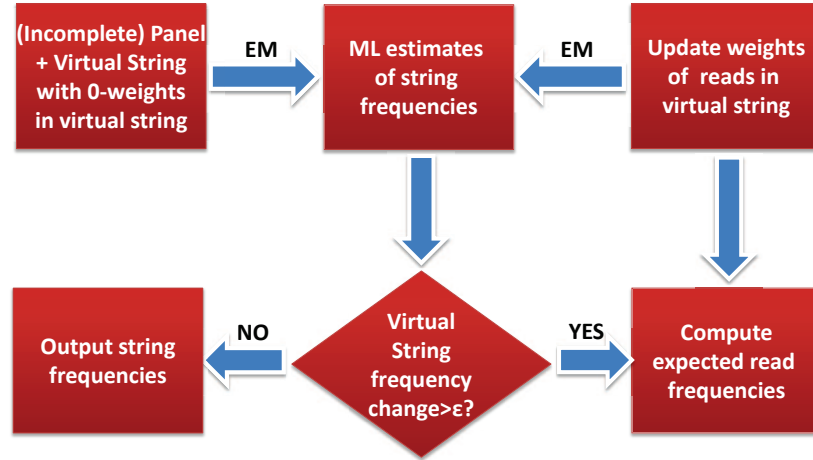 (Incomplete) Panel
+ Virtual String
with 0-weights
in virtual string
EM
ML estimates
of string
frequencies
EM
Update weights
of reads in
virtual string
Output string
frequencies
NO
Virtual
String
frequency
change>ε?
YES
Compute
expected read
frequencies